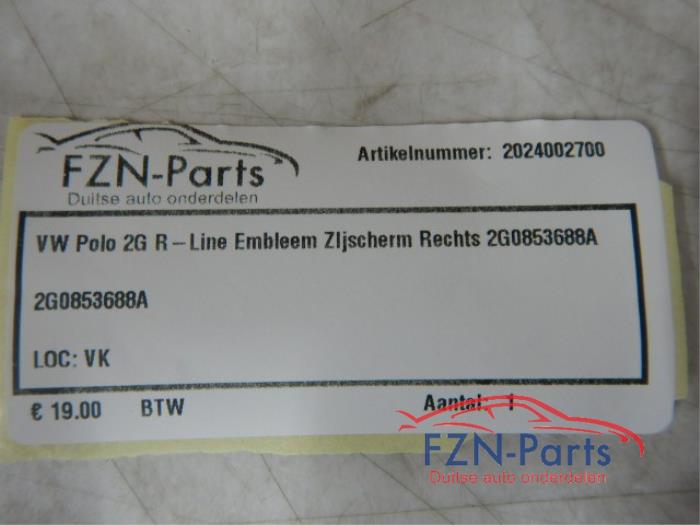 FZN-Parts
Duitse auto onderdelen
Artikelnummer: 2024002700
VW Polo 2G R-Line Embleem ZIjscherm Rechts 2G0853688A
2G0853688A
LOC: VK
€ 19.00 BTW Aantal: 1
FZN-Parts
Duitse auto onderdelen